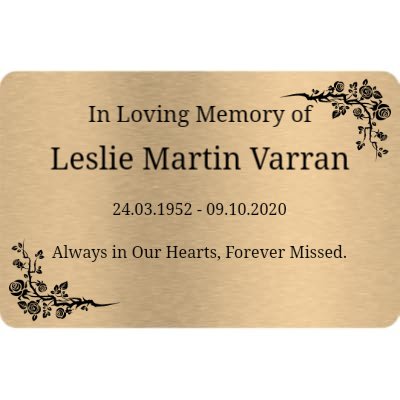 In Loving Memory of
Leslie Martin Varran
24.03.1952 - 09.10.2020
Always in Our Hearts, Forever Missed.